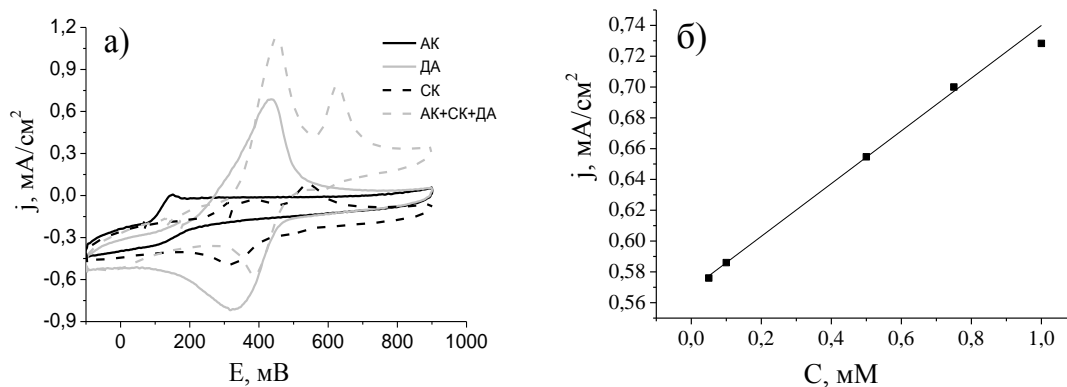 а)
АК
ДА
СК
АК+СК+ДА
1,2
0,9
0,6
0,3
0,0
-0,3
-0,6
-0,9
j, мА/см²
0 200 400 600 800 1000
E, мВ
б)
0,74
0,72
0,70
0,68
0,66
0,64
0,62
0,60
0,58
0,56
j, мА/см²
0,0 0,2 0,4 0,6 0,8 1,0
C, мМ